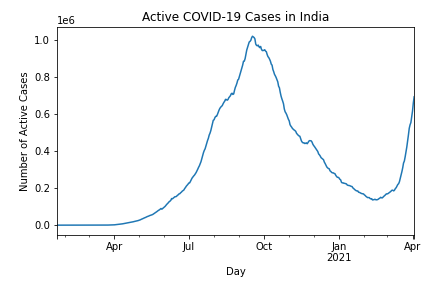 Active COVID-19 Cases in India
1e6
1.0
0.8
0.6
0.4
0.2
0.0
Number of Active Cases
Apr
Jul
Oct
Jan
2021
Apr
Day